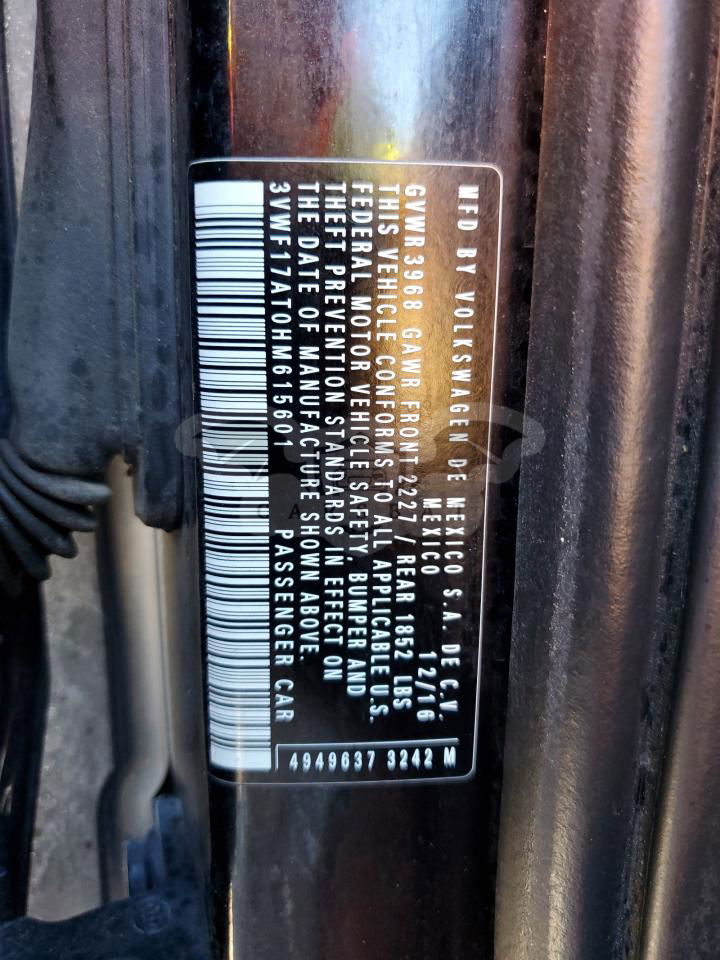 MFD BY VOLKSWAGEN DE MEXICO S.A. DE C.V.
MEXICO 12/16
GVWR 3968 GAWR FRONT 2227 / REAR 1852 LBS
THIS VEHICLE CONFORMS TO ALL APPLICABLE U.S.
FEDERAL MOTOR VEHICLE SAFETY, BUMPER AND
THEFT PREVENTION STANDARDS IN EFFECT ON
THE DATE OF MANUFACTURE SHOWN ABOVE.
3VWF17AT0HM615601 PASSENGER CAR
4949637 3242 M